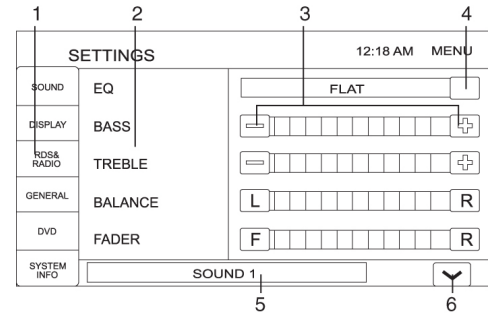 1 2 3 4
SETTINGS 12:18 AM MENU
SOUND EQ FLAT
DISPLAY BASS
RDS&
RADIO TREBLE
GENERAL BALANCE L R
DVD FADER F R
SYSTEM
INFO SOUND 1
5 6